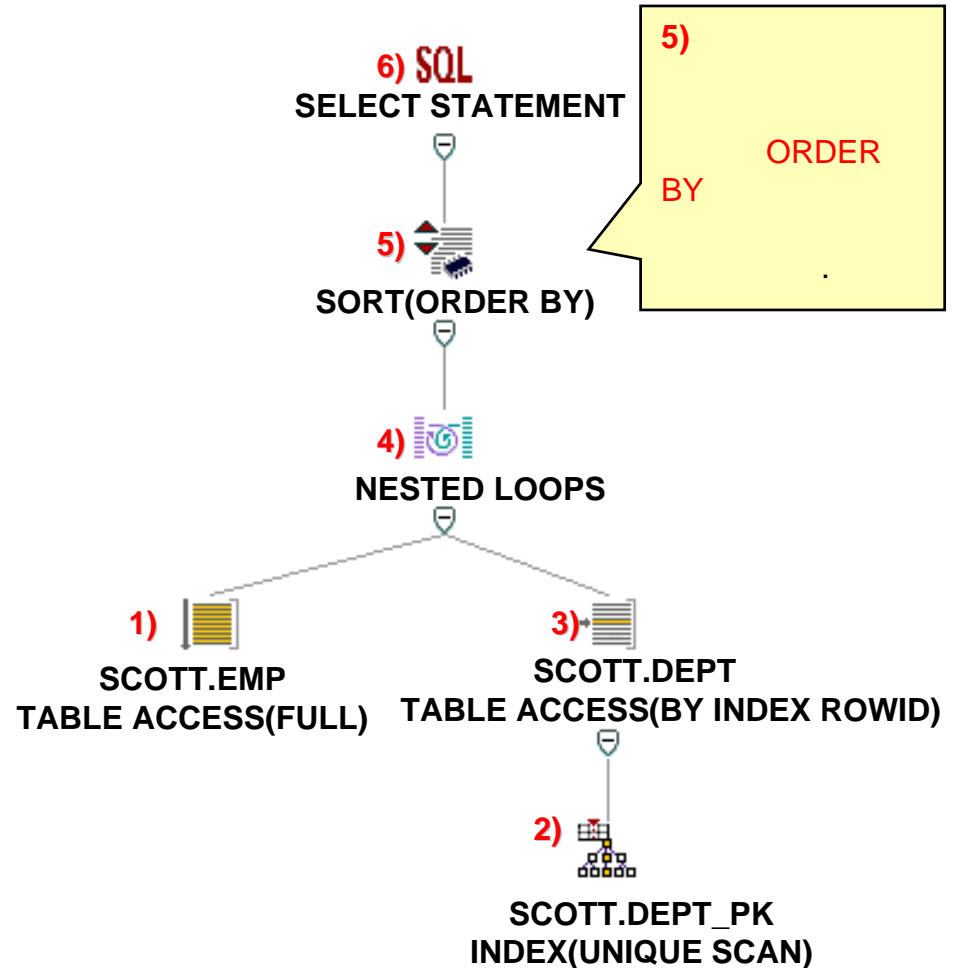 5)
ORDER
BY
.
6) SQL
SELECT STATEMENT
5)
SORT(ORDER BY)
4)
NESTED LOOPS
1)
SCOTT.EMP
TABLE ACCESS(FULL)
3)
SCOTT.DEPT
TABLE ACCESS(BY INDEX ROWID)
2)
SCOTT.DEPT_PK
INDEX(UNIQUE SCAN)